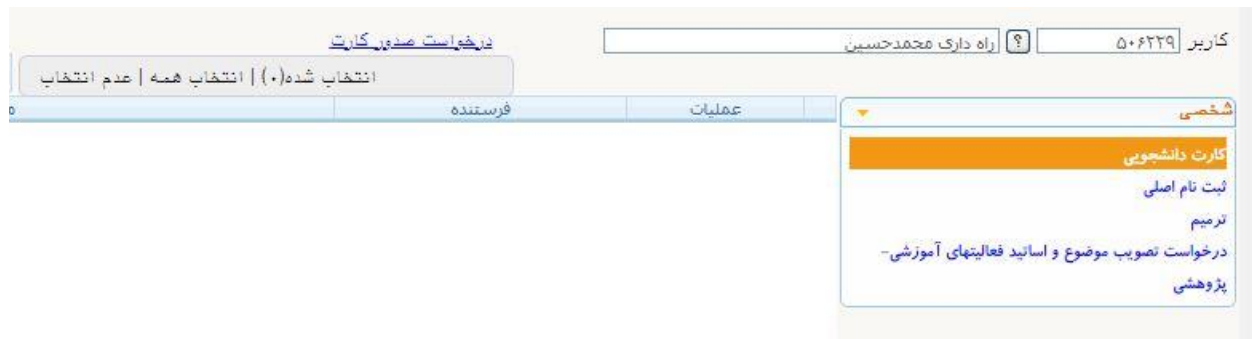 کاربر ۵۰۶۲۲۹ ؟ راه داری محمدحسین
درخواست صدور کارت
انتخاب شده(۰) | انتخاب همه | عدم انتخاب
شخصی
عملیات فرستنده
کارت دانشجویی
ثبت نام اصلی
ترمیم
درخواست تصویب موضوع و اساتید فعالیتهای آموزشی-
پژوهشی